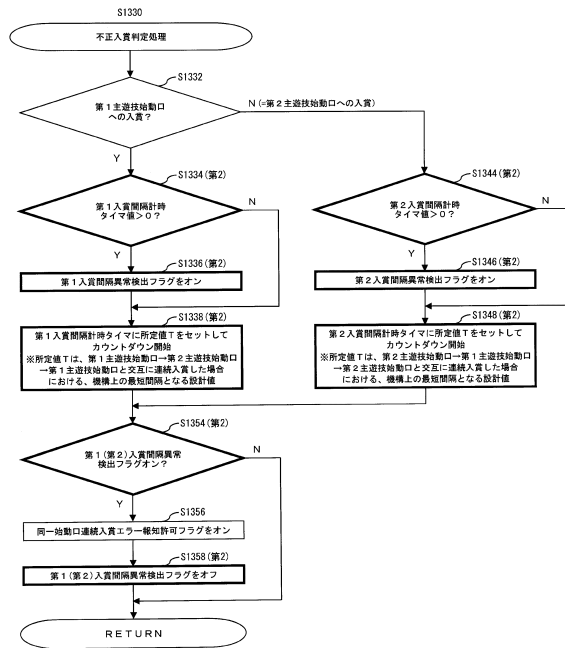 S1330
不正入賞判定処理
S1332
第1主遊技始動口
への入賞？
N (=第2主遊技始動口への入賞)
Y
S1334(第2)
第1入賞間隔計時
タイマ値＞0？
N
Y
S1336(第2)
第1入賞間隔異常検出フラグをオン
S1338(第2)
第1入賞間隔計時タイマに所定値Tをセットして
カウントダウン開始
※所定値Tは、第1主遊技始動口→第2主遊技始動口
→第1主遊技始動口と交互に連続入賞した場合
における、機構上の最短間隔となる設計値
S1344(第2)
第2入賞間隔計時
タイマ値＞0？
N
Y
S1346(第2)
第2入賞間隔異常検出フラグをオン
S1348(第2)
第2入賞間隔計時タイマに所定値Tをセットして
カウントダウン開始
※所定値Tは、第2主遊技始動口→第1主遊技始動口
→第2主遊技始動口と交互に連続入賞した場合
における、機構上の最短間隔となる設計値
S1354(第2)
第1(第2)入賞間隔異常
検出フラグオン？
N
Y
S1356
同一始動口連続入賞エラー報知許可フラグをオン
S1358(第2)
第1(第2)入賞間隔異常検出フラグをオフ
RETURN